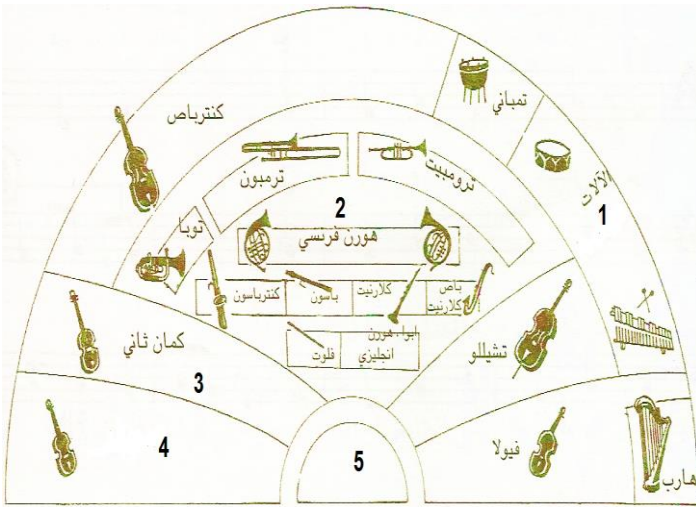 تمباني
كنترباص
الآلات
1
ترومبيت
ترمبون
2
توبا
هورن فرنسي
باص
كلارنيت
كلارنيت
باسون
كنترباسون
ابوا . هورن
انجليزي
فلوت
كمان ثاني
تشيللو
3
4
5
فيولا
هارب